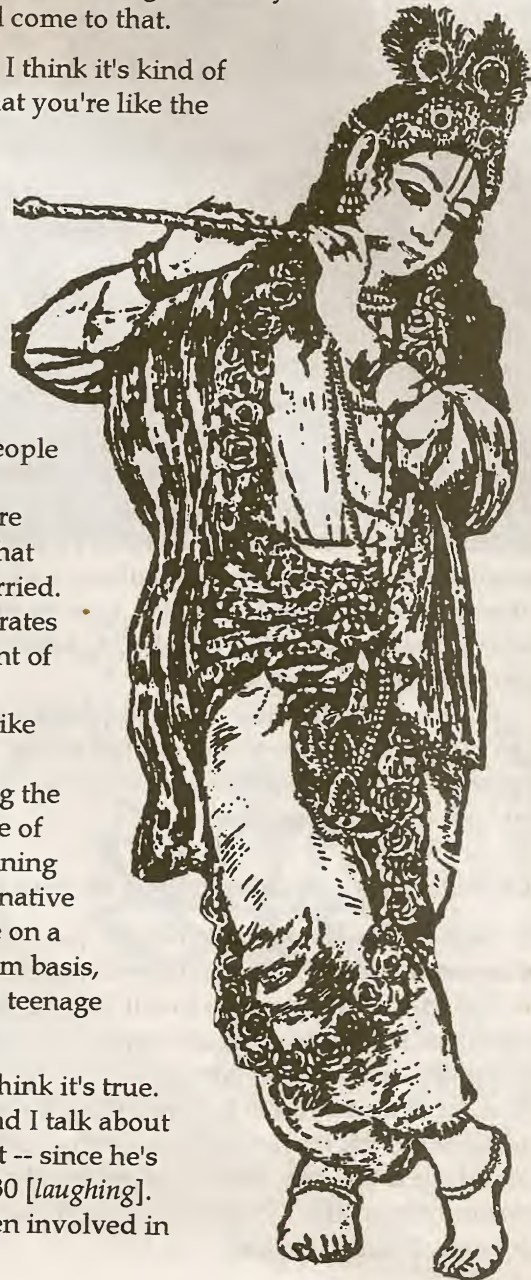 d come to that.
I think it's kind of
at you're like the
eople
re
hat
rried.
rates
nt of
ike
g the
e of
ning
native
e on a
m basis,
teenage
hink it's true.
nd I talk about
t -- since he's
30 [laughing].
en involved in